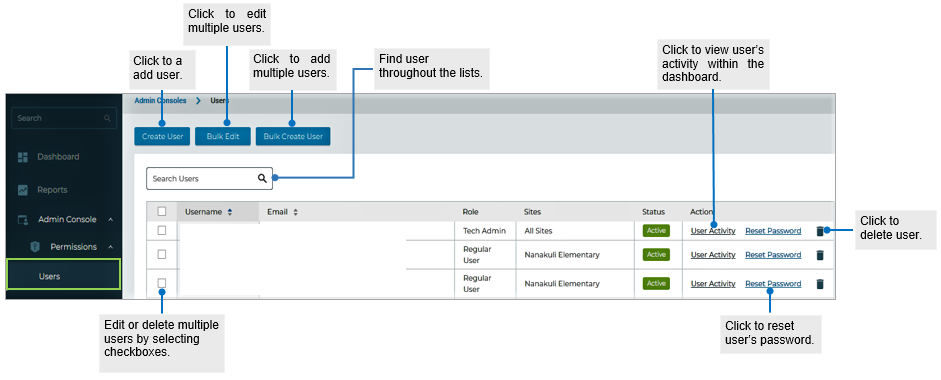 Click to edit
multiple users.
Click to a
add user.
Click to add
multiple users.
Find user
throughout the lists.
Click to view user's
activity within the
dashboard.
Search
Dashboard
Reports
Admin Console
Permissions
Users
Admin Consoles > Users
Create User
Bulk Edit
Bulk Create User
Search Users
Username Email Role Sites Status Action
Tech Admin All Sites Active User Activity Reset Password
Regular
User
Nanakuli Elementary Active User Activity Reset Password
Regular
User
Nanakuli Elementary Active User Activity Reset Password
Click to
delete user.
Edit or delete multiple
users by selecting
checkboxes.
Click to reset
user's password.